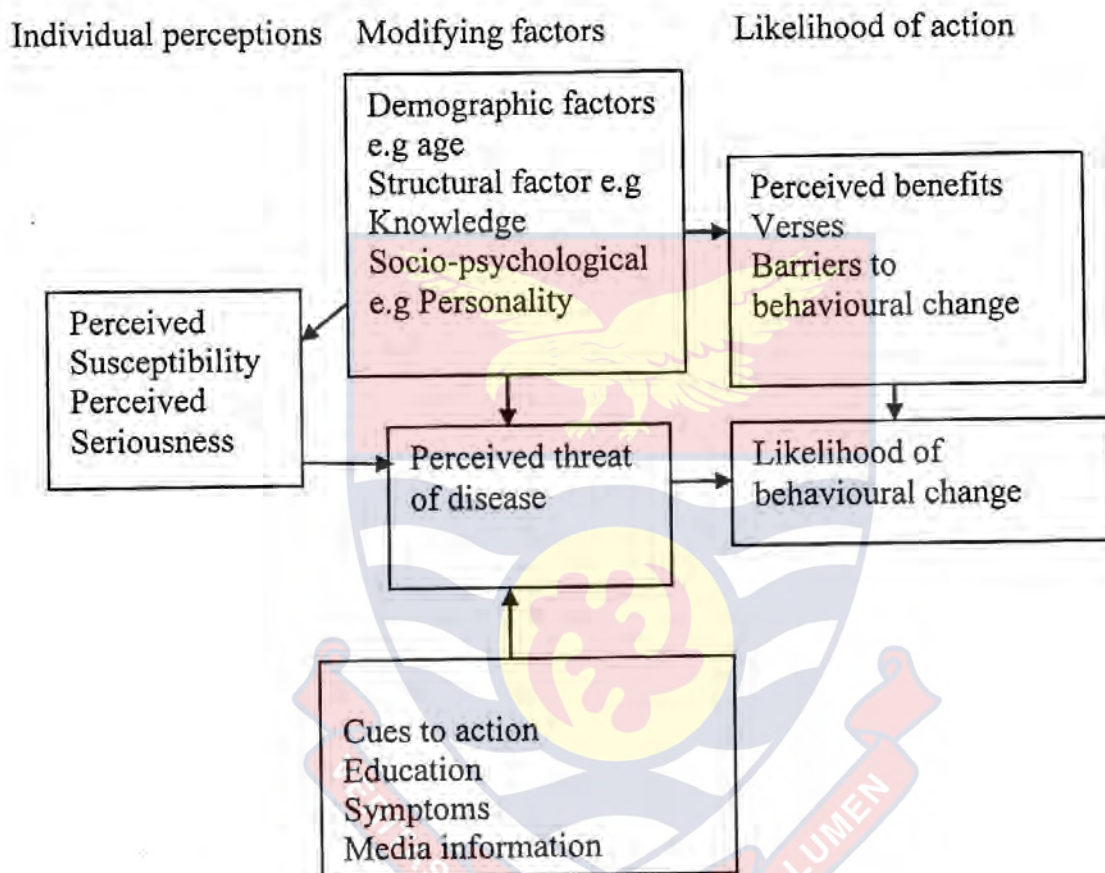 Individual perceptions Modifying factors Likelihood of action
Demographic factors
e.g age
Structural factor e.g
Knowledge
Socio-psychological
e.g Personality
Perceived benefits
Verses
Barriers to
behavioural change
Perceived
Susceptibility
Perceived
Seriousness
Perceived threat
of disease
Likelihood of
behavioural change
Cues to action
Education
Symptoms
Media information
LUMEN